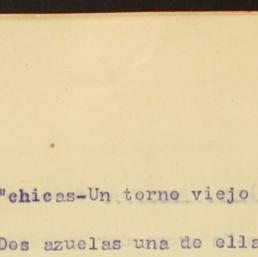 "chicas-Un torno viejo
Dos azuelas una de ella